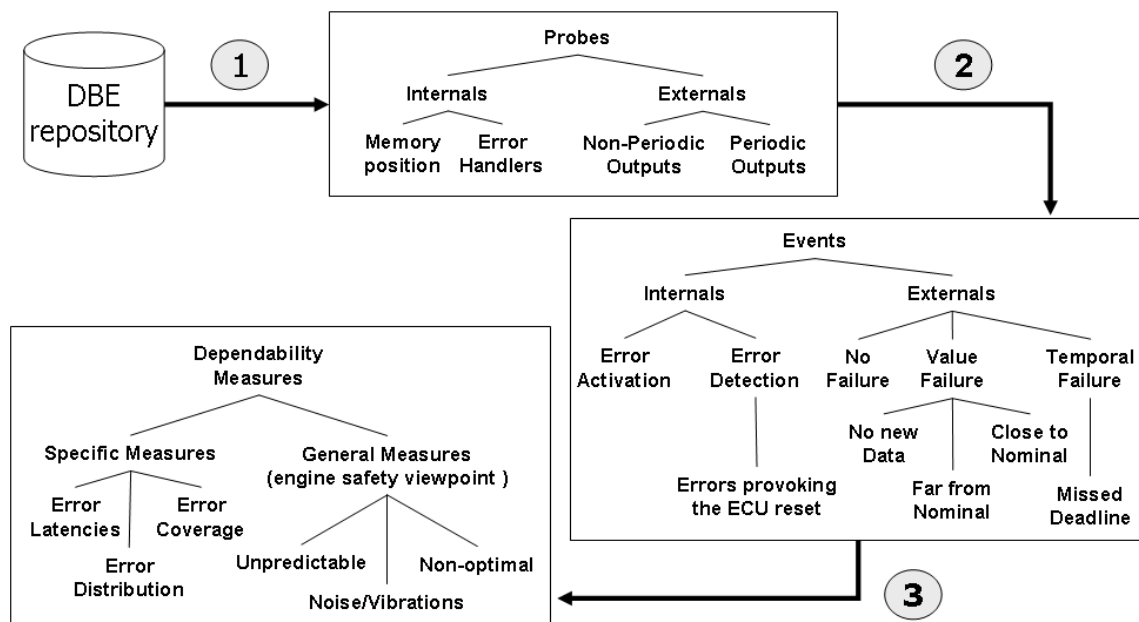 DBE
repository
1
Probes
Internals
Externals
Memory
position
Error
Handlers
Non-Periodic
Outputs
Periodic
Outputs
2
Events
Internals
Externals
Error
Activation
Error
Detection
No
Failure
Value
Failure
Temporal
Failure
Errors provoking
the ECU reset
No new
Data
Far from
Nominal
Close to
Nominal
Missed
Deadline
3
Dependability
Measures
Specific Measures
General Measures
(engine safety viewpoint )
Error
Latencies
Error
Distribution
Error
Coverage
Unpredictable
Noise/Vibrations
Non-optimal